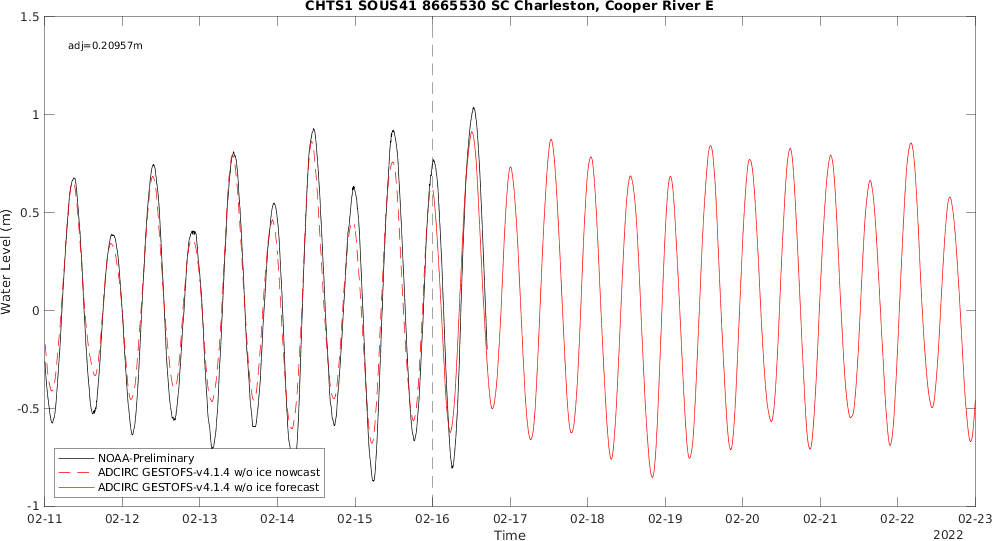 CHTS1 SOUS41 8665530 SC Charleston, Cooper River E
1.5
adj=0.20957m
1
0.5
0
-0.5
-1
Water Level (m)
NOAA-Preliminary
ADCIRC GESTOFS-v4.1.4 w/o ice nowcast
ADCIRC GESTOFS-v4.1.4 w/o ice forecast
02-11 02-12 02-13 02-14 02-15 02-16 02-17 02-18 02-19 02-20 02-21 02-22 02-23
Time
2022